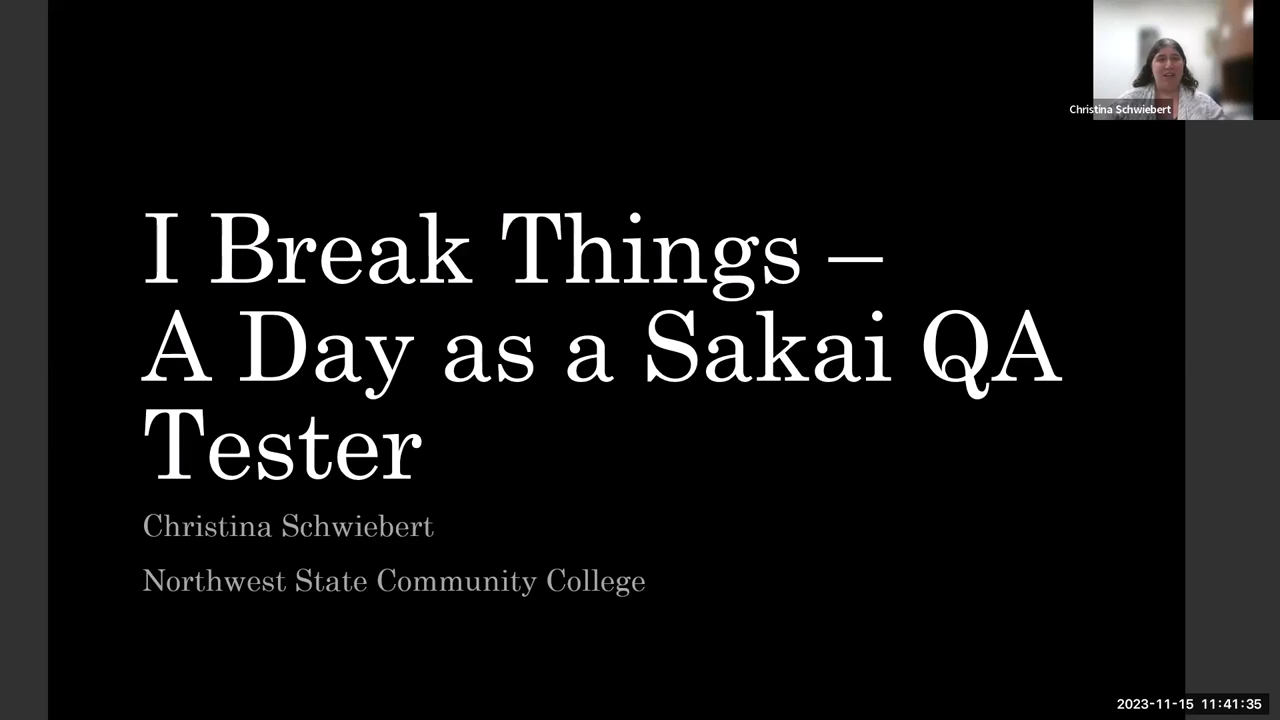 Christina Schwiebert
I Break Things –
A Day as a Sakai QA
Tester
Christina Schwiebert
Northwest State Community College
2023-11-15 11:41:35